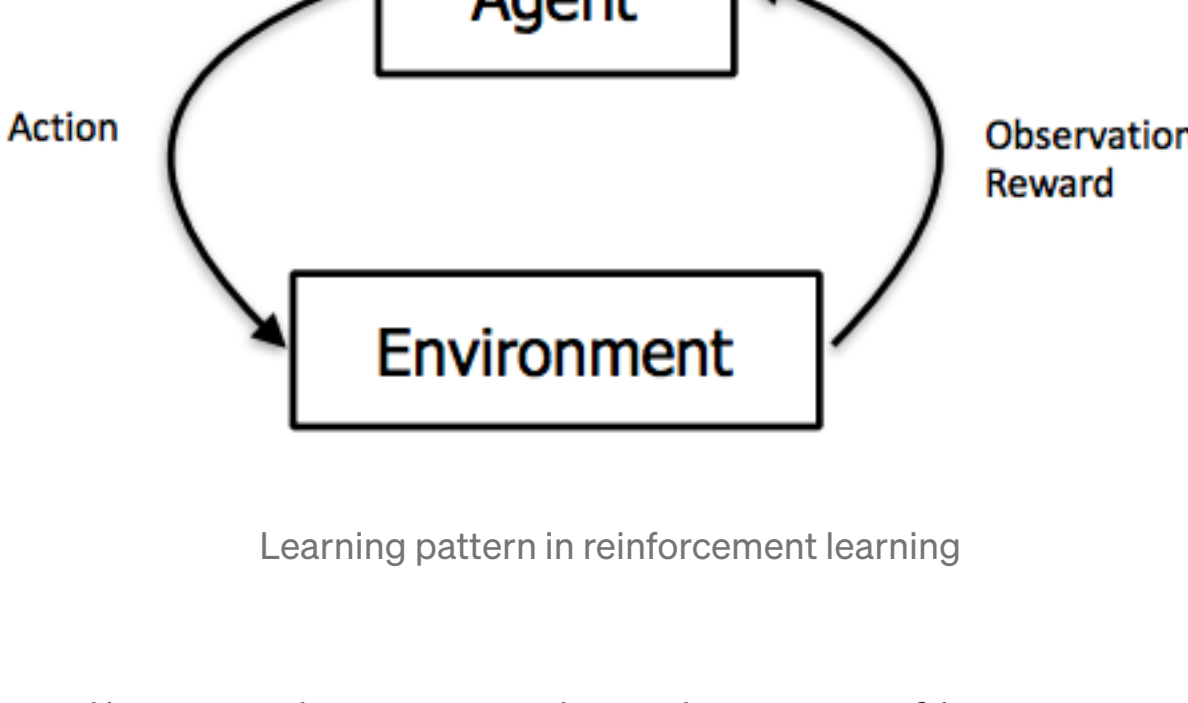 Agent
Action
Observation
Reward
Environment
Learning pattern in reinforcement learning